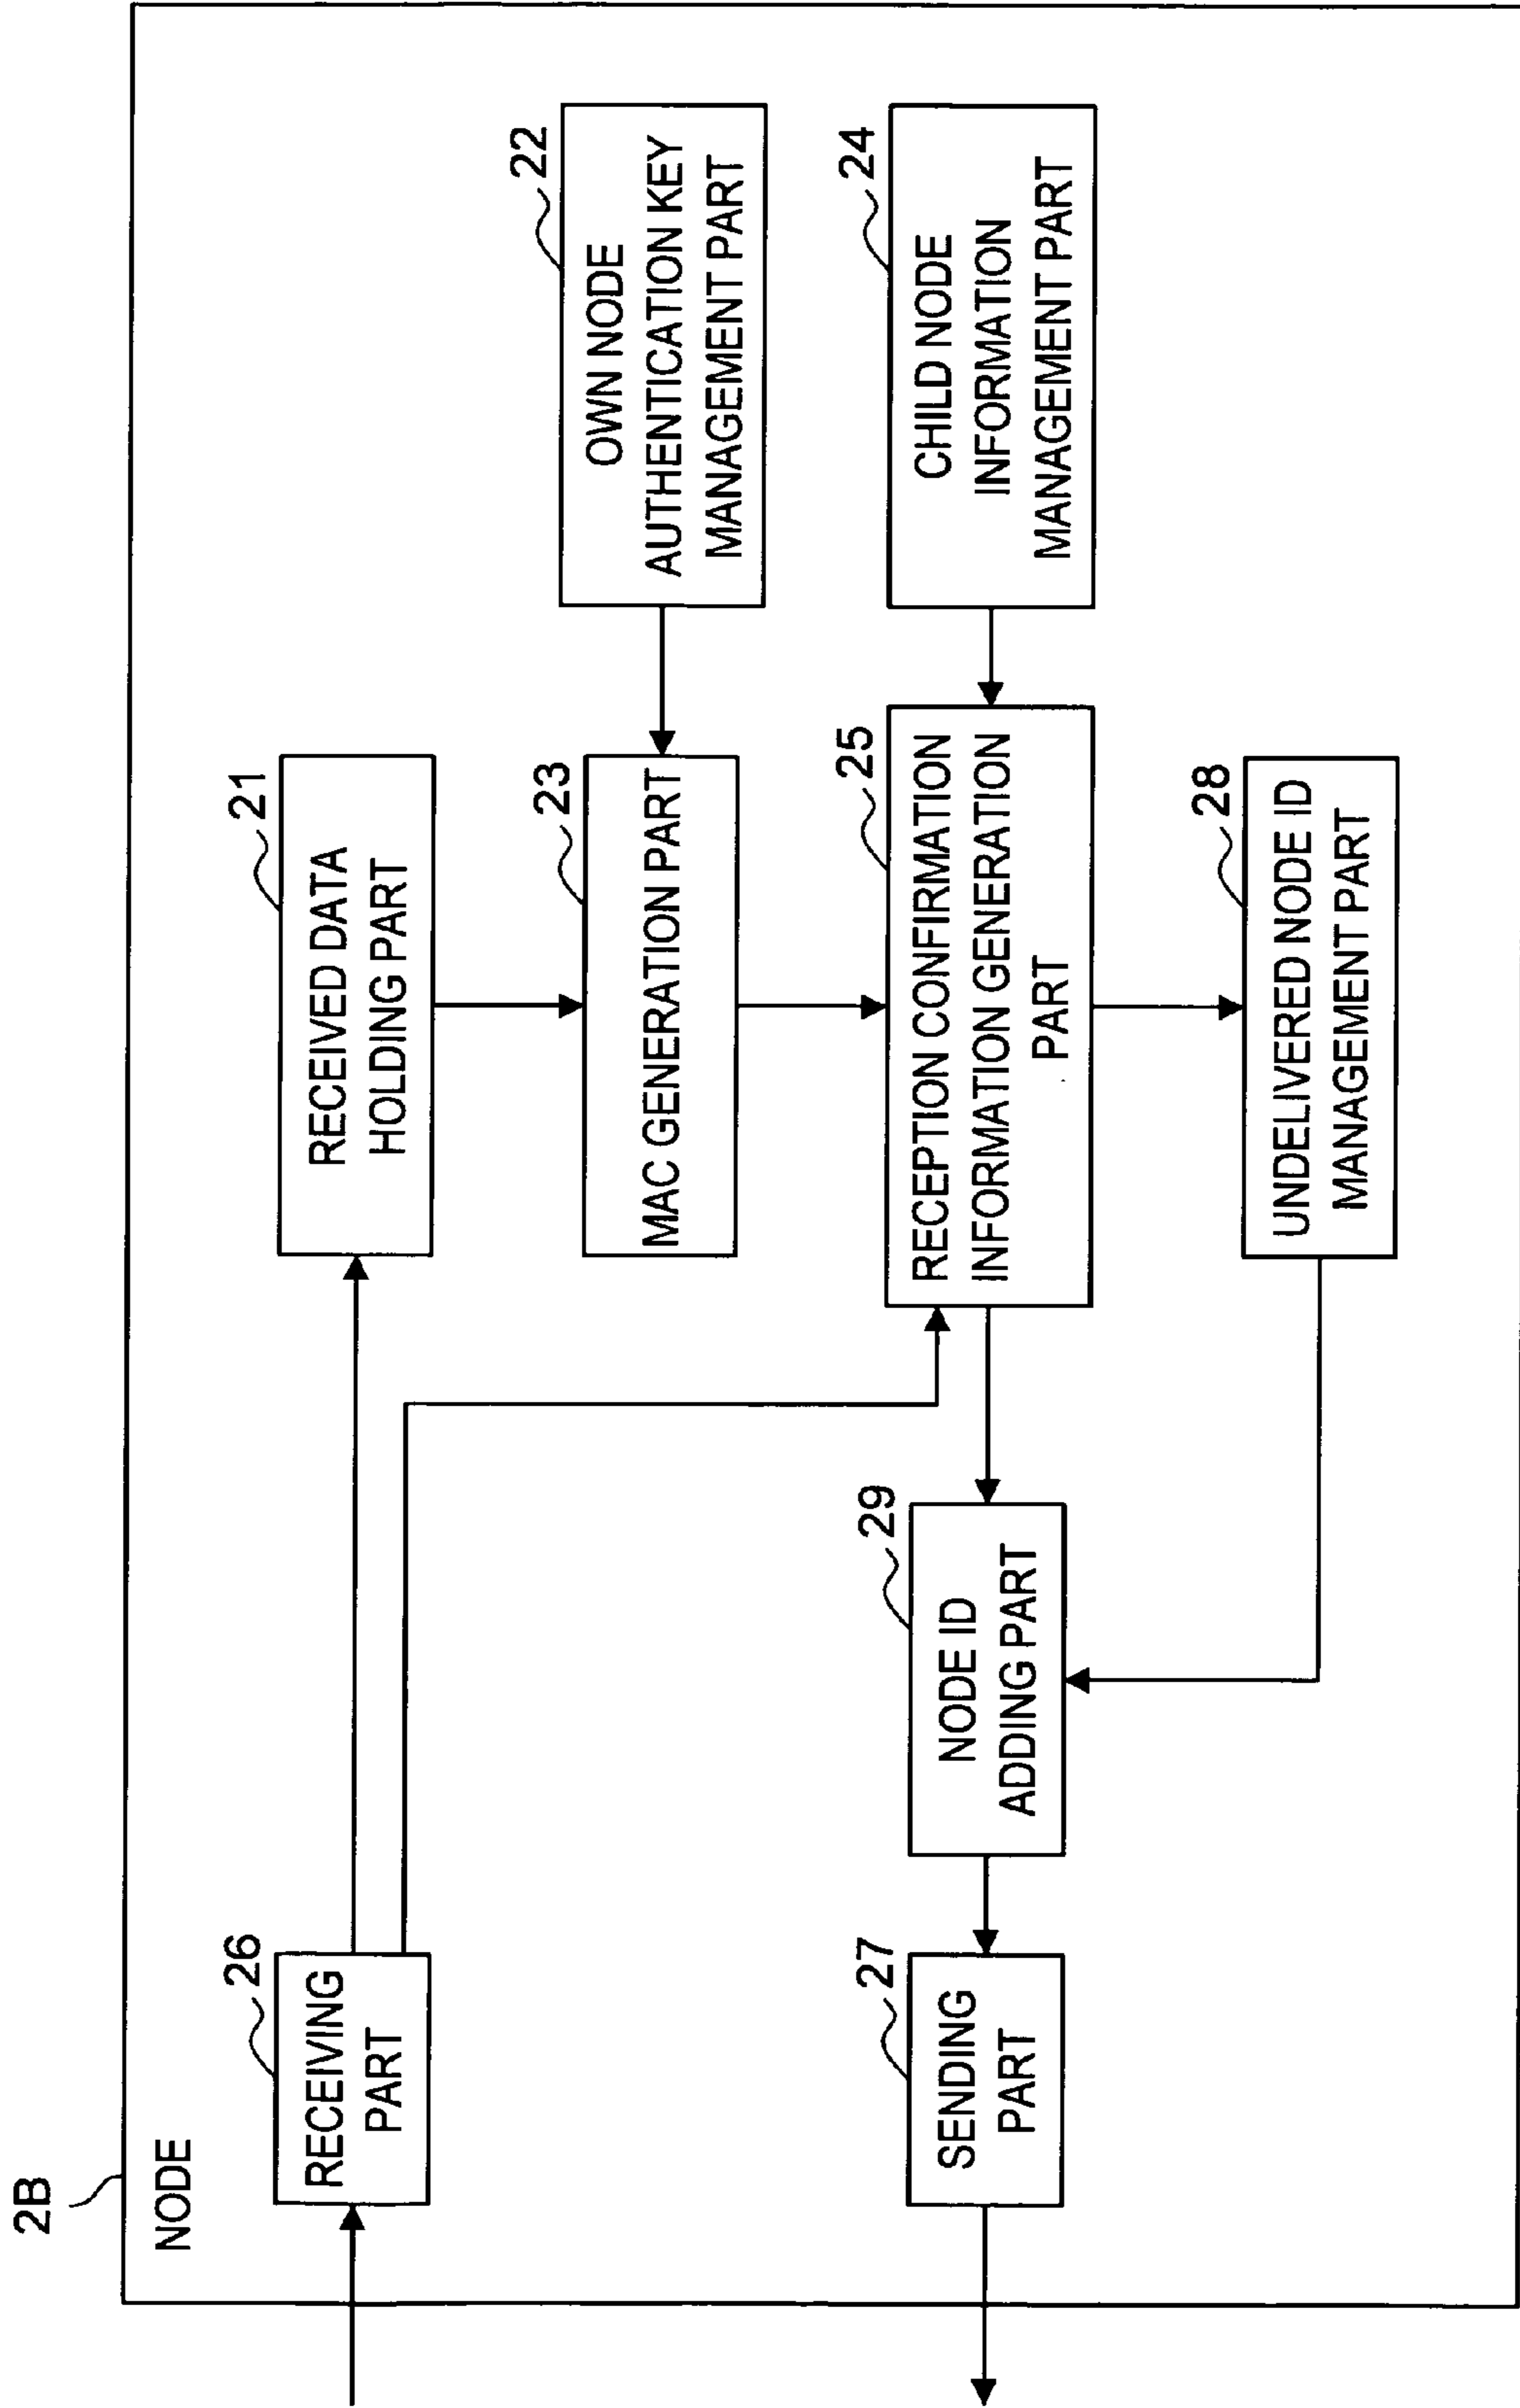 2B
NODE
26
RECEIVING
PART
21
RECEIVED DATA
HOLDING PART
22
OWN NODE
AUTHENTICATION KEY
MANAGEMENT PART
23
MAC GENERATION PART
24
CHILD NODE
INFORMATION
MANAGEMENT PART
25
RECEPTION CONFIRMATION
INFORMATION GENERATION
PART
27
SENDING
PART
29
NODE ID
ADDING PART
28
UNDELIVERED NODE ID
MANAGEMENT PART